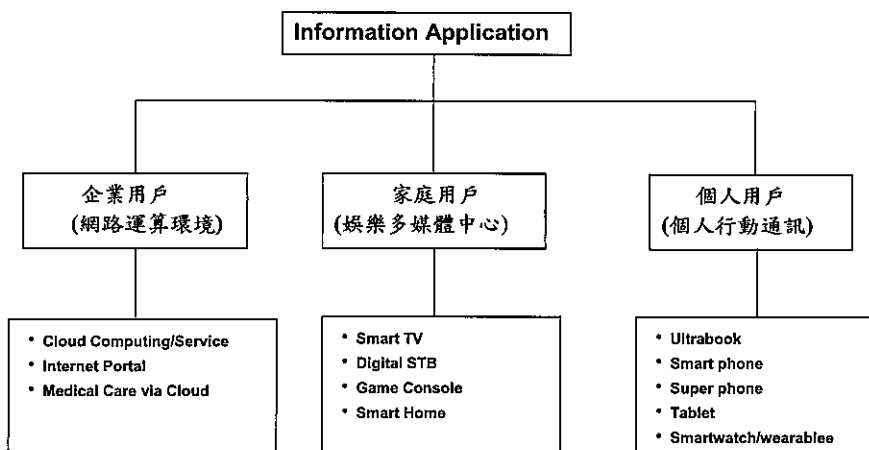 Information Application
企業用戶
(網路運算環境)
家庭用戶
(娛樂多媒體中心)
個人用戶
(個人行動通訊)
• Cloud Computing/Service
• Internet Portal
• Medical Care via Cloud
• Smart TV
• Digital STB
• Game Console
• Smart Home
• Ultrabook
• Smart phone
• Super phone
• Tablet
• Smartwatch/wearablee